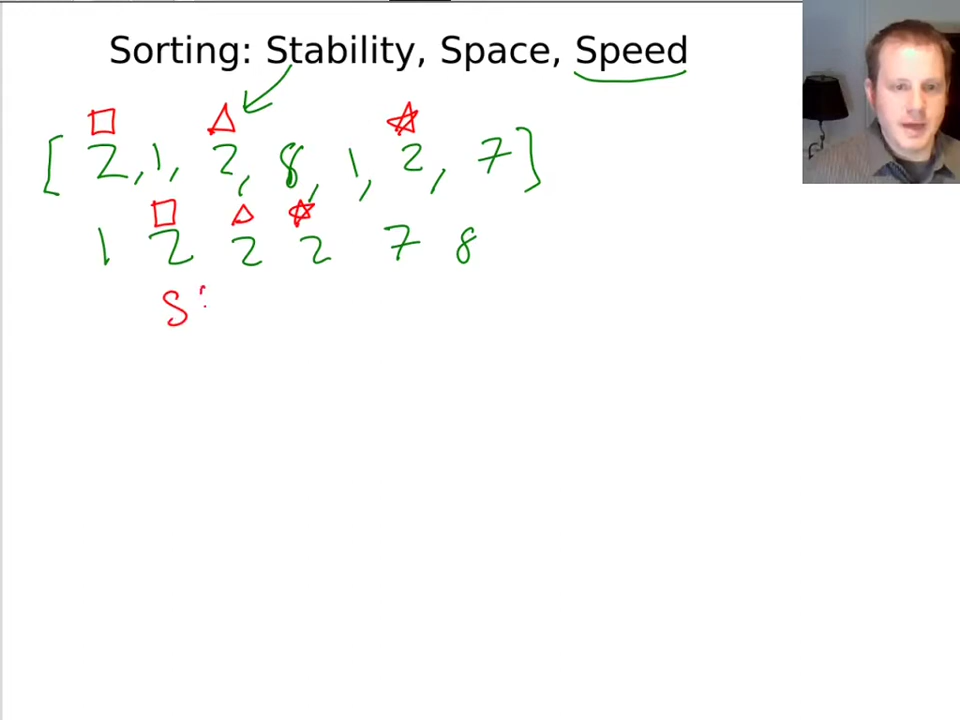 Sorting: Stability, Space, Speed
[ 2, 1, 2, 8, 1, 2, 7 ]
1 2 2 2 7 8
S